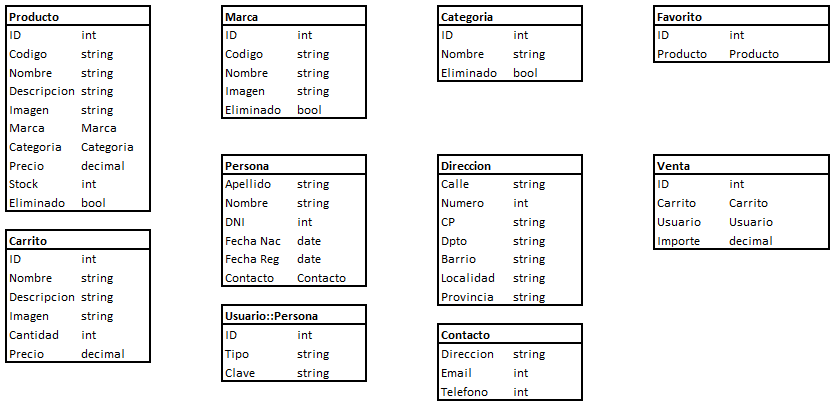 Producto
ID int
Codigo string
Nombre string
Descripcion string
Imagen string
Marca Marca
Categoria Categoria
Precio decimal
Stock int
Eliminado bool
Carrito
ID int
Nombre string
Descripcion string
Imagen string
Cantidad int
Precio decimal
Marca
ID int
Codigo string
Nombre string
Imagen string
Eliminado bool
Persona
Apellido string
Nombre string
DNI int
Fecha Nac date
Fecha Reg date
Contacto Contacto
Usuario::Persona
ID int
Tipo string
Clave string
Categoria
ID int
Nombre string
Eliminado bool
Direccion
Calle string
Numero int
CP string
Dpto string
Barrio string
Localidad string
Provincia string
Contacto
Direccion string
Email int
Telefono int
Favorito
ID int
Producto Producto
Venta
ID int
Carrito Carrito
Usuario Usuario
Importe decimal